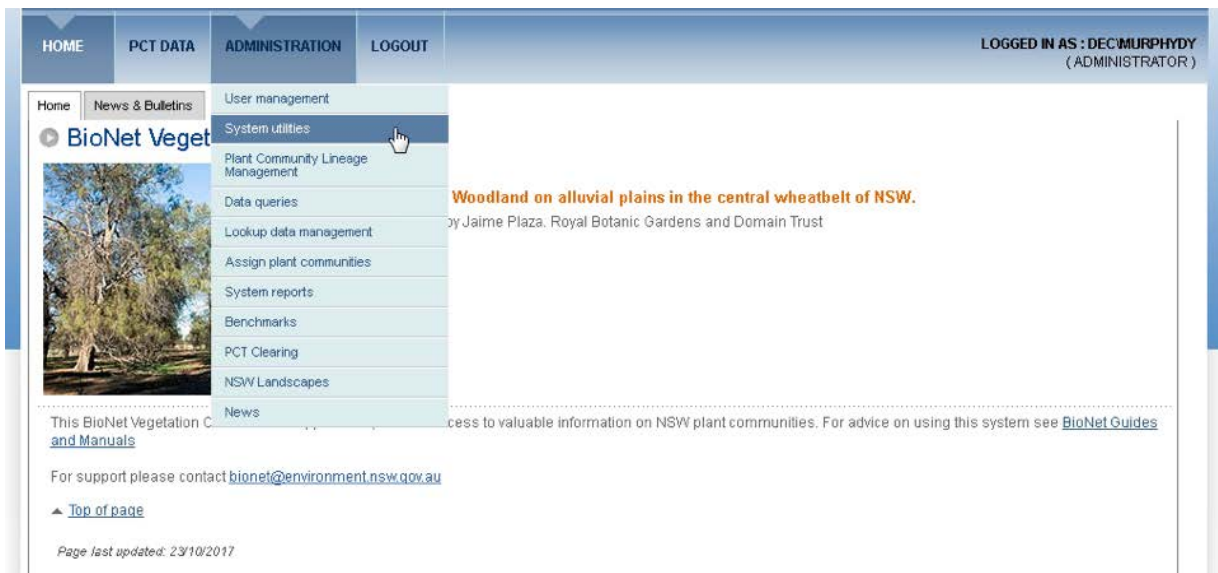 HOME PCT DATA ADMINISTRATION LOGOUT
LOGGED IN AS : DEC\MURPHYDY
( ADMINISTRATOR )
Home News & Bulletins
BioNet Veget
User management
System utilities
Plant Community Lineage
Management
Data queries
Lookup data management
Assign plant communities
System reports
Benchmarks
PCT Clearing
NSW Landscapes
News
Woodland on alluvial plains in the central wheatbelt of NSW.
by Jaime Plaza. Royal Botanic Gardens and Domain Trust
This BioNet Vegetation C cess to valuable information on NSW plant communities. For advice on using this system see BioNet Guides
and Manuals
For support please contact bionet@environment.nsw.gov.au
Top of page
Page last updated: 23/10/2017